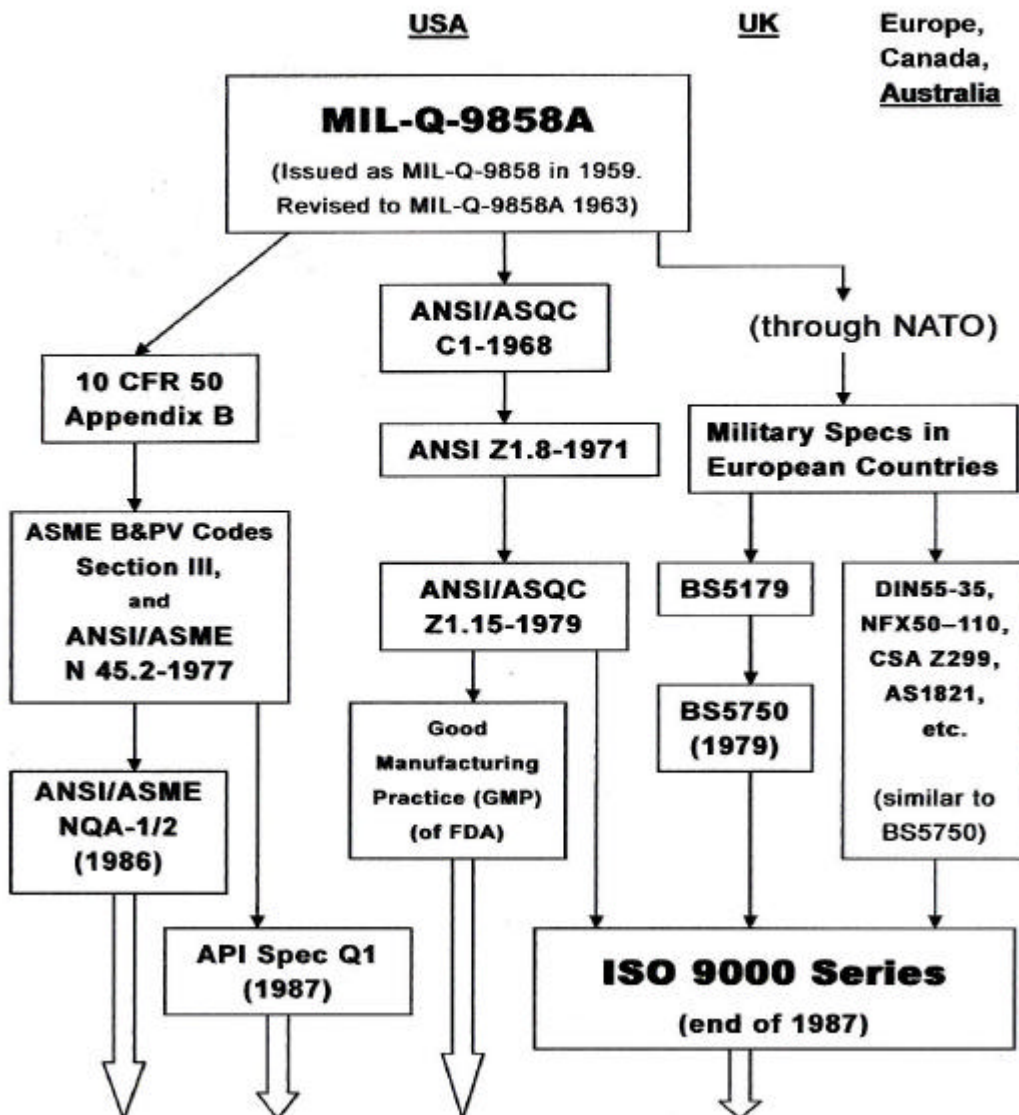 USA
UK
Europe,
Canada,
Australia
MIL-Q-9858A
(Issued as MIL-Q-9858 in 1959.
Revised to MIL-Q-9858A 1963)
ANSI/ASQC
C1-1968
(through NATO)
10 CFR 50
Appendix B
ANSI Z1.8-1971
Military Specs in
European Countries
ASME B&PV Codes
Section III,
and
ANSI/ASME
N 45.2-1977
ANSI/ASQC
Z1.15-1979
BS5179
DIN55-35,
NFX50–110,
CSA Z299,
AS1821,
etc.
(similar to
BS5750)
BS5750
(1979)
Good
Manufacturing
Practice (GMP)
(of FDA)
ANSI/ASME
NQA-1/2
(1986)
API Spec Q1
(1987)
ISO 9000 Series
(end of 1987)